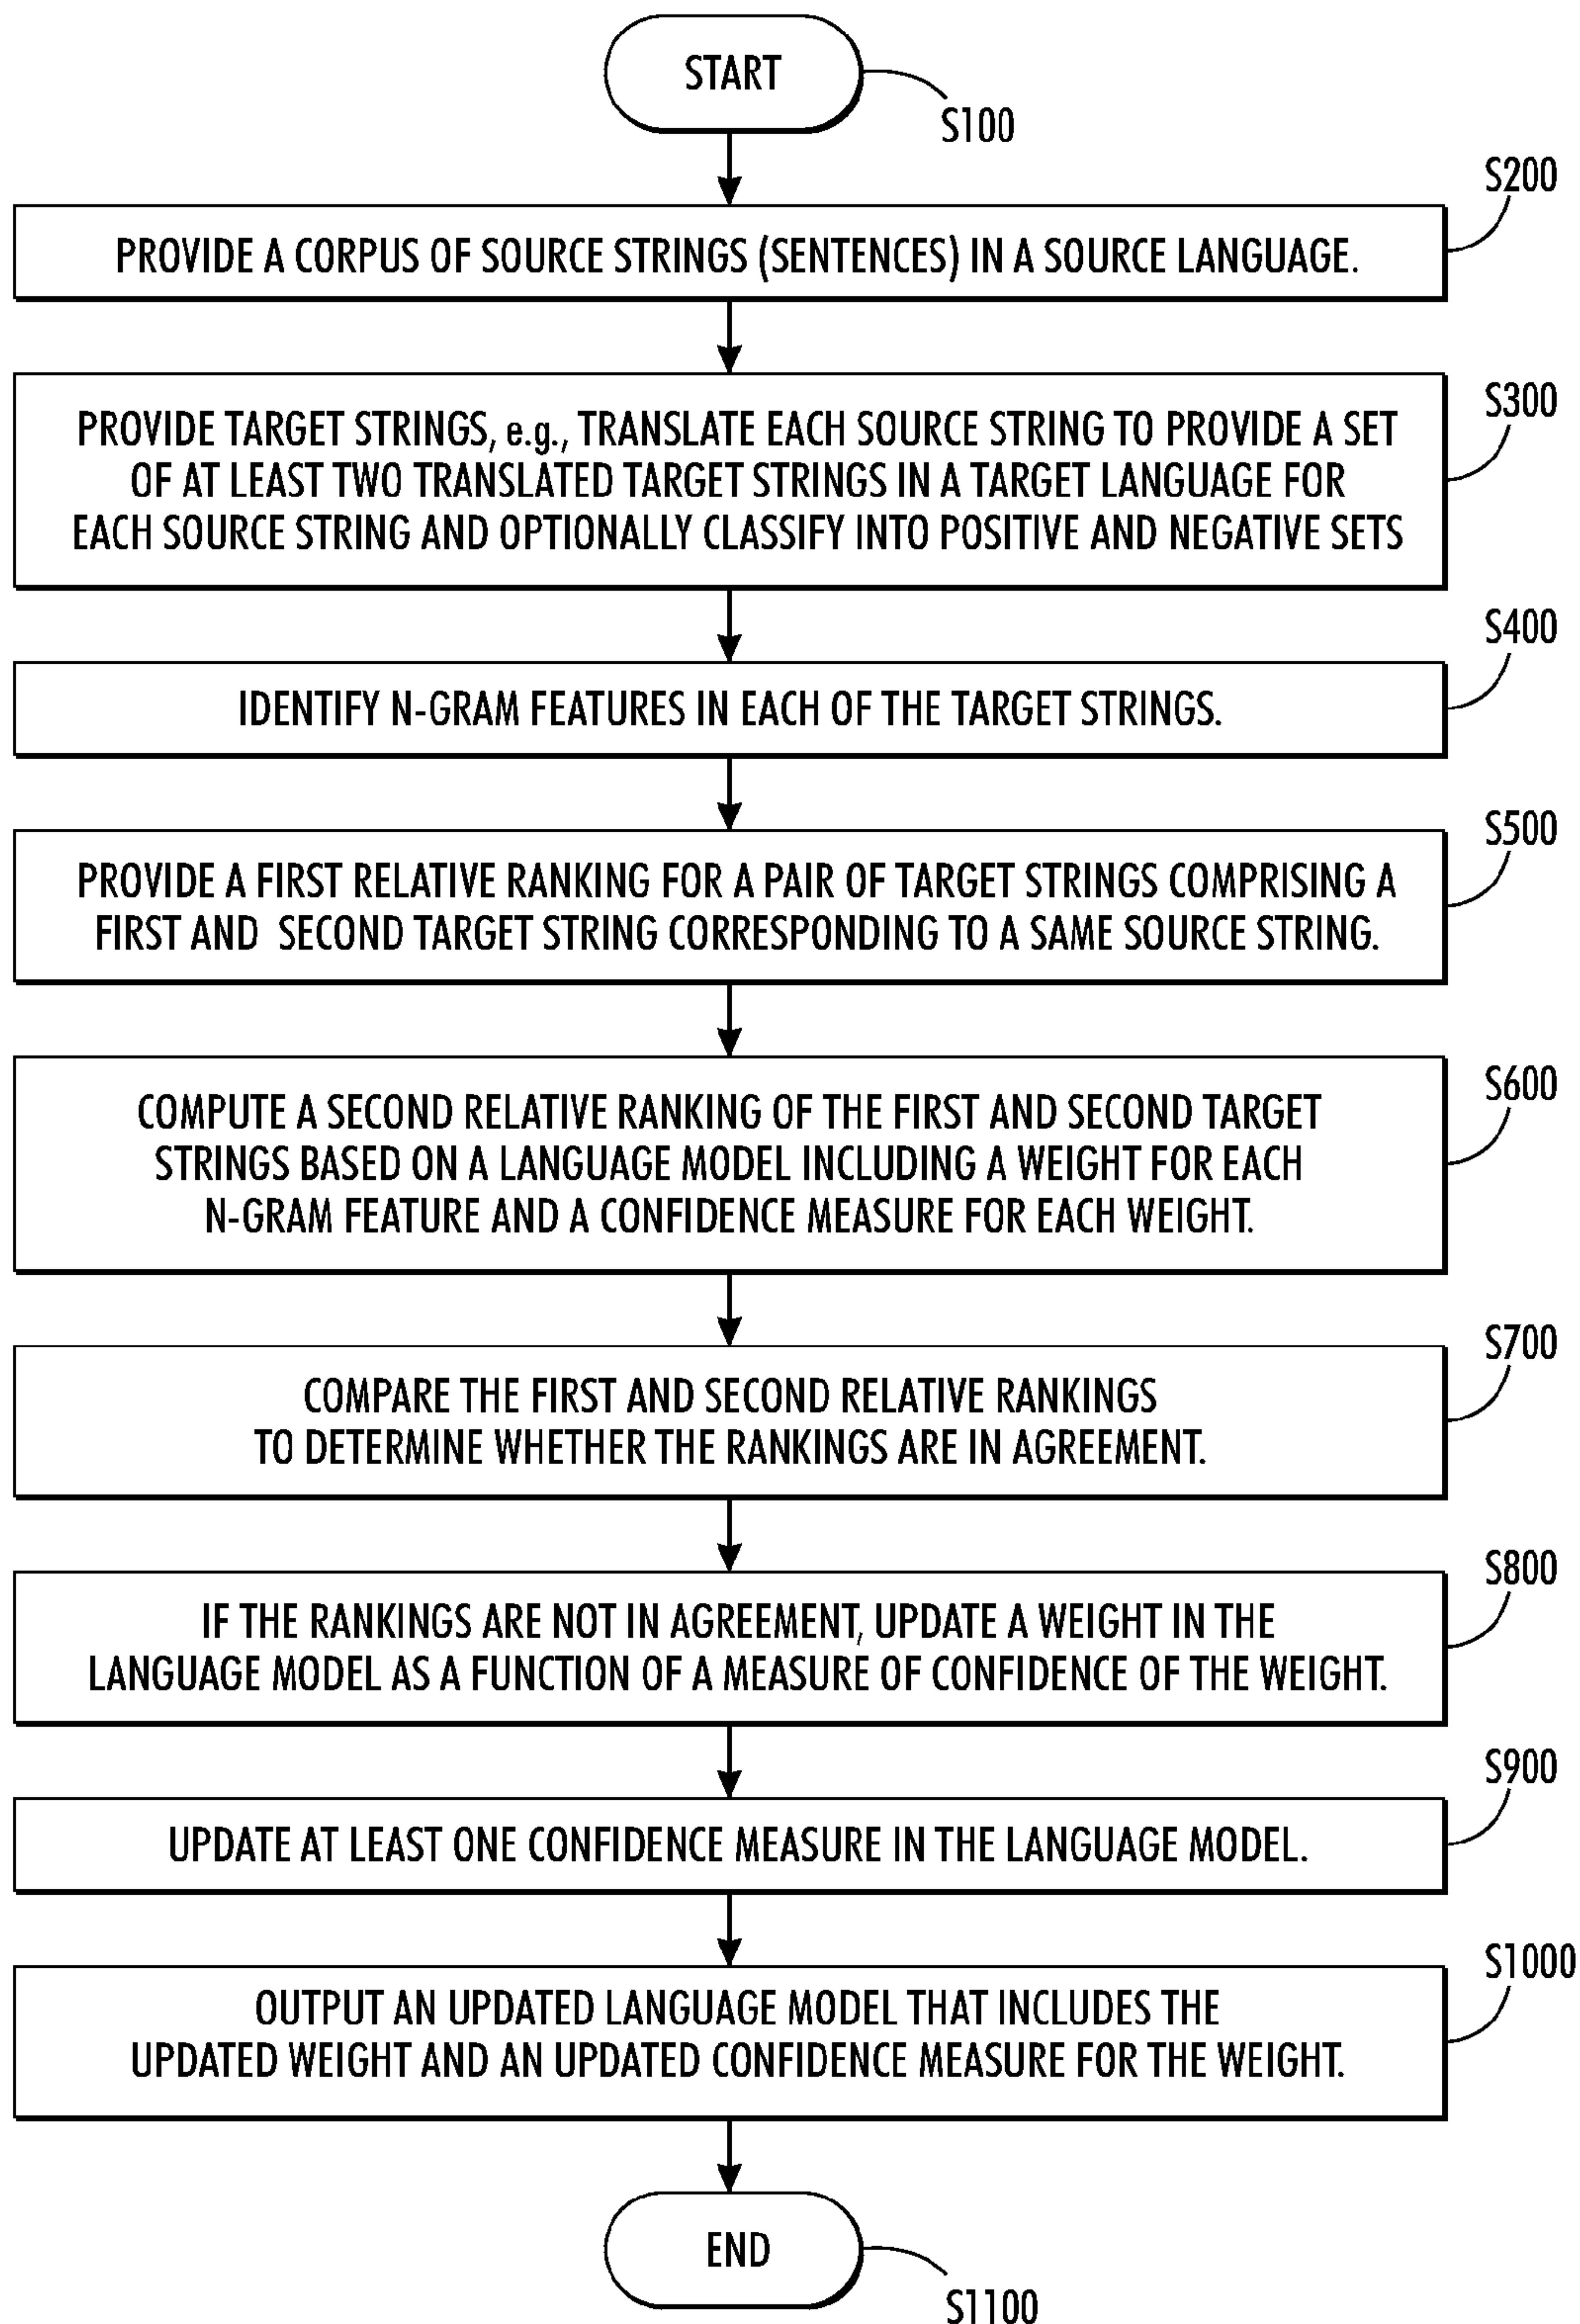 START
S100
S200
PROVIDE A CORPUS OF SOURCE STRINGS (SENTENCES) IN A SOURCE LANGUAGE.
S300
PROVIDE TARGET STRINGS, e.g., TRANSLATE EACH SOURCE STRING TO PROVIDE A SET
OF AT LEAST TWO TRANSLATED TARGET STRINGS IN A TARGET LANGUAGE FOR
EACH SOURCE STRING AND OPTIONALLY CLASSIFY INTO POSITIVE AND NEGATIVE SETS
S400
IDENTIFY N-GRAM FEATURES IN EACH OF THE TARGET STRINGS.
S500
PROVIDE A FIRST RELATIVE RANKING FOR A PAIR OF TARGET STRINGS COMPRISING A
FIRST AND SECOND TARGET STRING CORRESPONDING TO A SAME SOURCE STRING.
S600
COMPUTE A SECOND RELATIVE RANKING OF THE FIRST AND SECOND TARGET
STRINGS BASED ON A LANGUAGE MODEL INCLUDING A WEIGHT FOR EACH
N-GRAM FEATURE AND A CONFIDENCE MEASURE FOR EACH WEIGHT.
S700
COMPARE THE FIRST AND SECOND RELATIVE RANKINGS
TO DETERMINE WHETHER THE RANKINGS ARE IN AGREEMENT.
S800
IF THE RANKINGS ARE NOT IN AGREEMENT, UPDATE A WEIGHT IN THE
LANGUAGE MODEL AS A FUNCTION OF A MEASURE OF CONFIDENCE OF THE WEIGHT.
S900
UPDATE AT LEAST ONE CONFIDENCE MEASURE IN THE LANGUAGE MODEL.
S1000
OUTPUT AN UPDATED LANGUAGE MODEL THAT INCLUDES THE
UPDATED WEIGHT AND AN UPDATED CONFIDENCE MEASURE FOR THE WEIGHT.
END
S1100